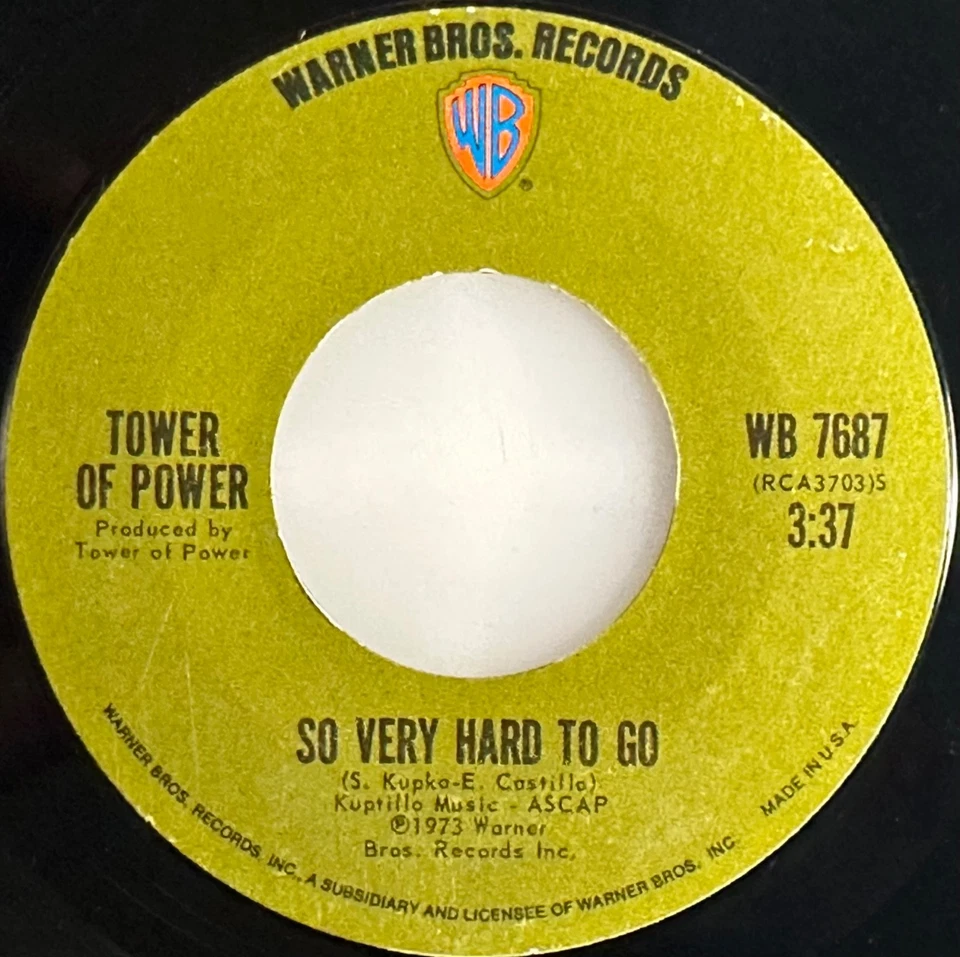 WARNER BROS. RECORDS
WB
®
TOWER
OF POWER
Produced by
Tower of Power
WB 7687
(RCA3703)S
3:37
SO VERY HARD TO GO
(S. Kupka-E. Castillo)
Kuptillo Music - ASCAP
℗1973 Warner
Bros. Records Inc.
WARNER BROS. RECORDS, INC., A SUBSIDIARY AND LICENSEE OF WARNER BROS. INC.
MADE IN U.S.A.